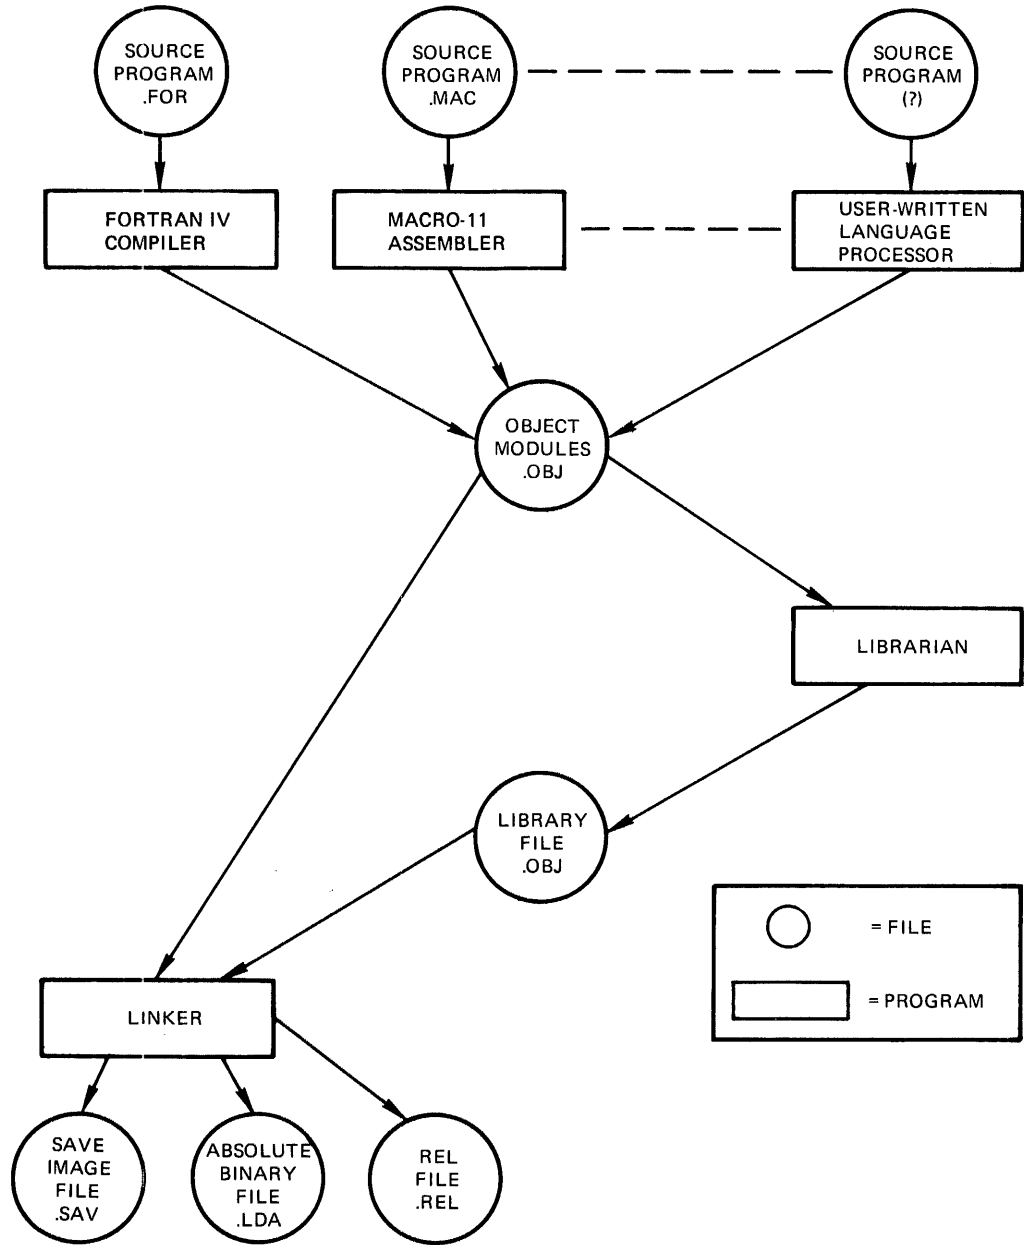 SOURCE
PROGRAM
.FOR
SOURCE
PROGRAM
.MAC
SOURCE
PROGRAM
(?)
FORTRAN IV
COMPILER
MACRO-11
ASSEMBLER
USER-WRITTEN
LANGUAGE
PROCESSOR
OBJECT
MODULES
.OBJ
LIBRARIAN
LIBRARY
FILE
.OBJ
= FILE
= PROGRAM
LINKER
SAVE
IMAGE
FILE
.SAV
ABSOLUTE
BINARY
FILE
.LDA
REL
FILE
.REL